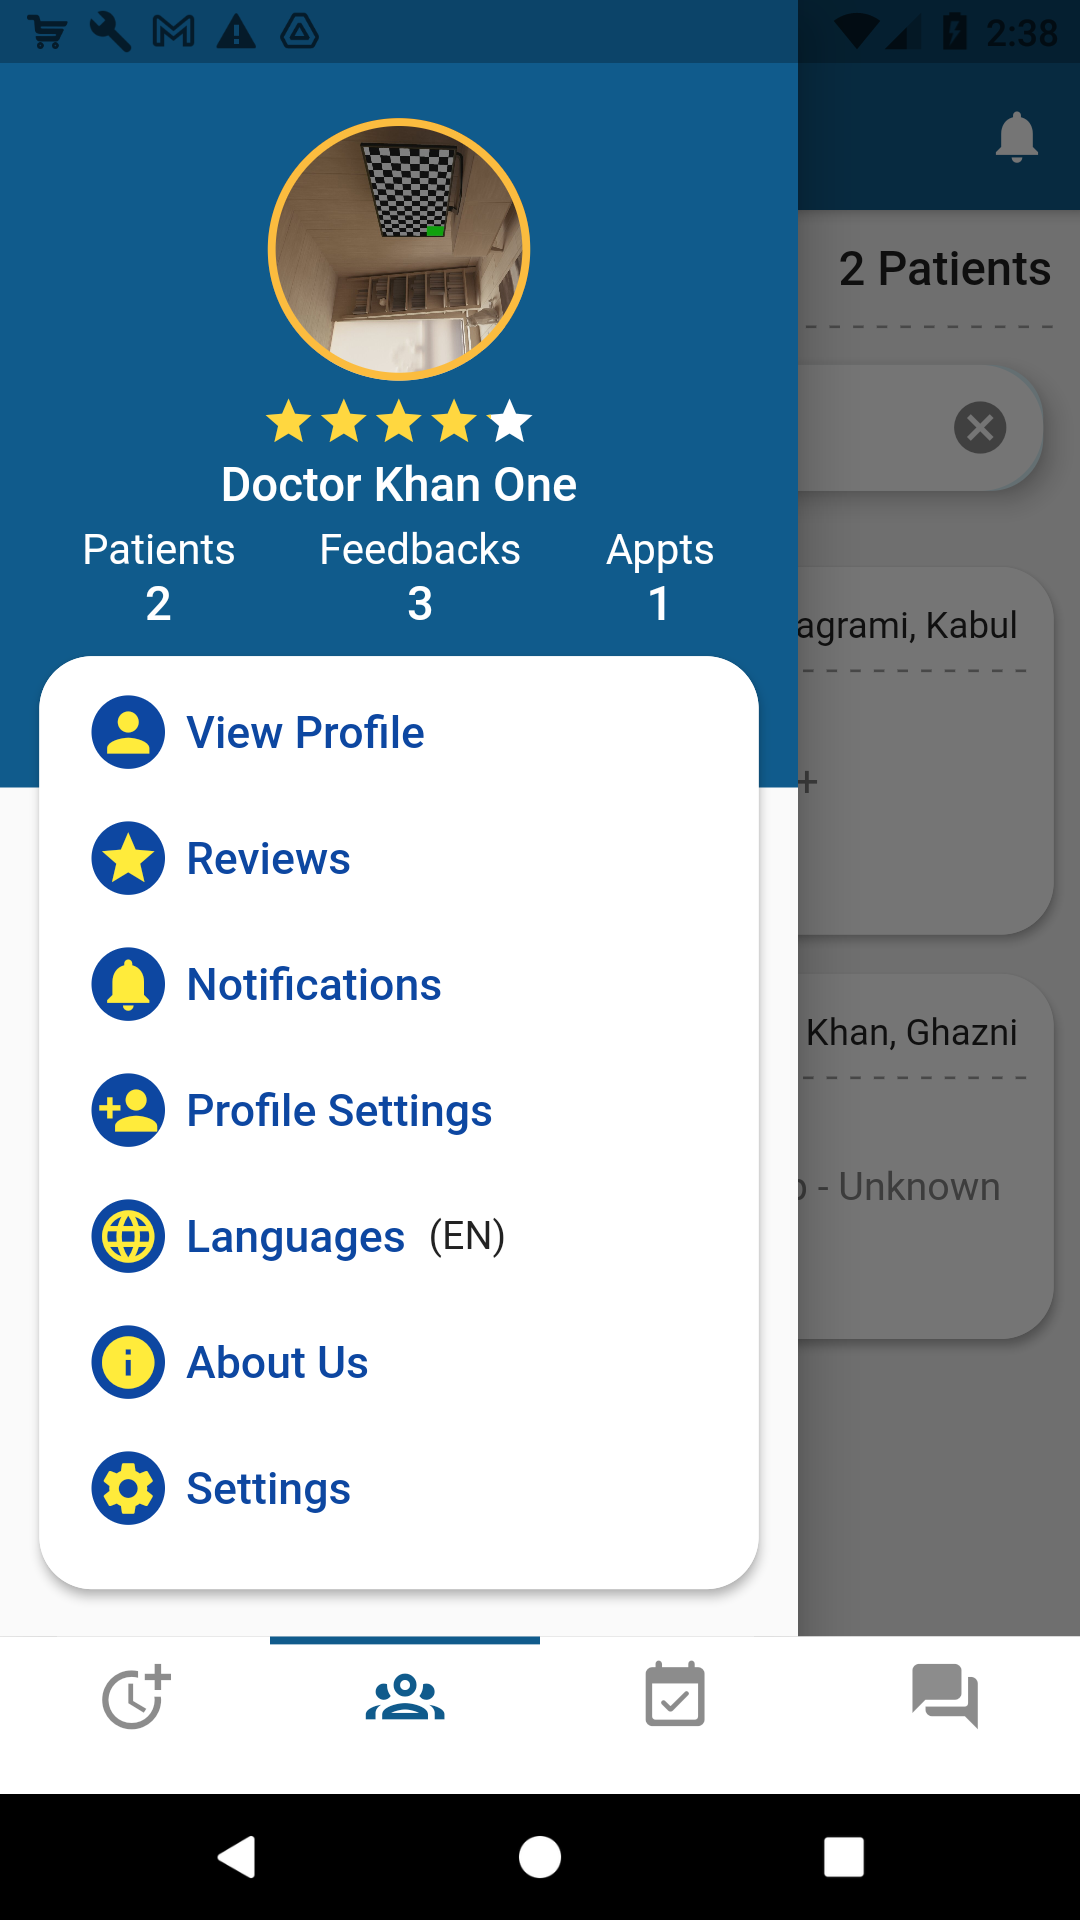 2:38
2 Patients
Doctor Khan One
Patients Feedbacks Appts
2 3 1
agrami, Kabul
View Profile
+
Reviews
Notifications
Khan, Ghazni
Profile Settings
- Unknown
Languages (EN)
About Us
Settings